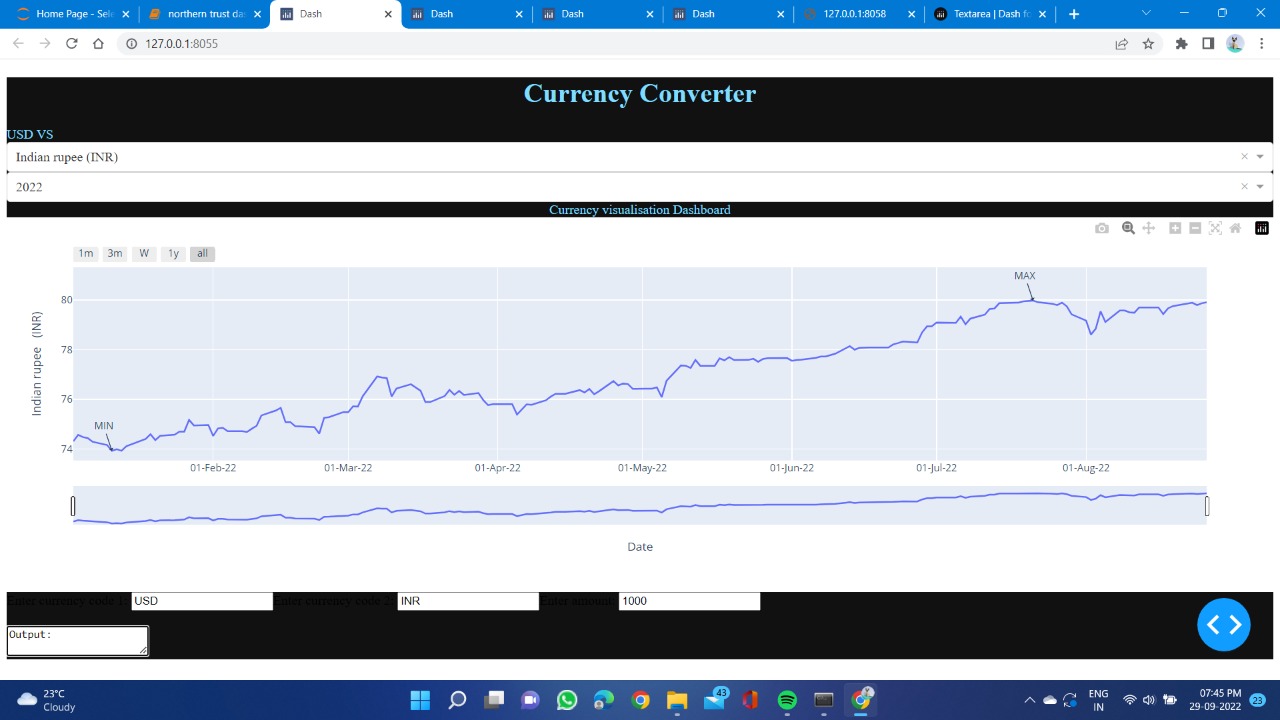 Home Page - Sele
northern trust da
Dash
Dash
Dash
Dash
127.0.0.1:8058
Textarea | Dash fo
127.0.0.1:8055
Currency Converter
USD VS
Indian rupee (INR)
2022
Currency visualisation Dashboard
1m 3m W 1y all
MAX
80
78
76
74
Indian rupee (INR)
MIN
01-Feb-22 01-Mar-22 01-Apr-22 01-May-22 01-Jun-22 01-Jul-22 01-Aug-22
Date
Enter currency code 1: USD Enter currency code 2: INR Enter amount: 1000
Output:
23°C
Cloudy
43
ENG
IN
07:45 PM
29-09-2022
23